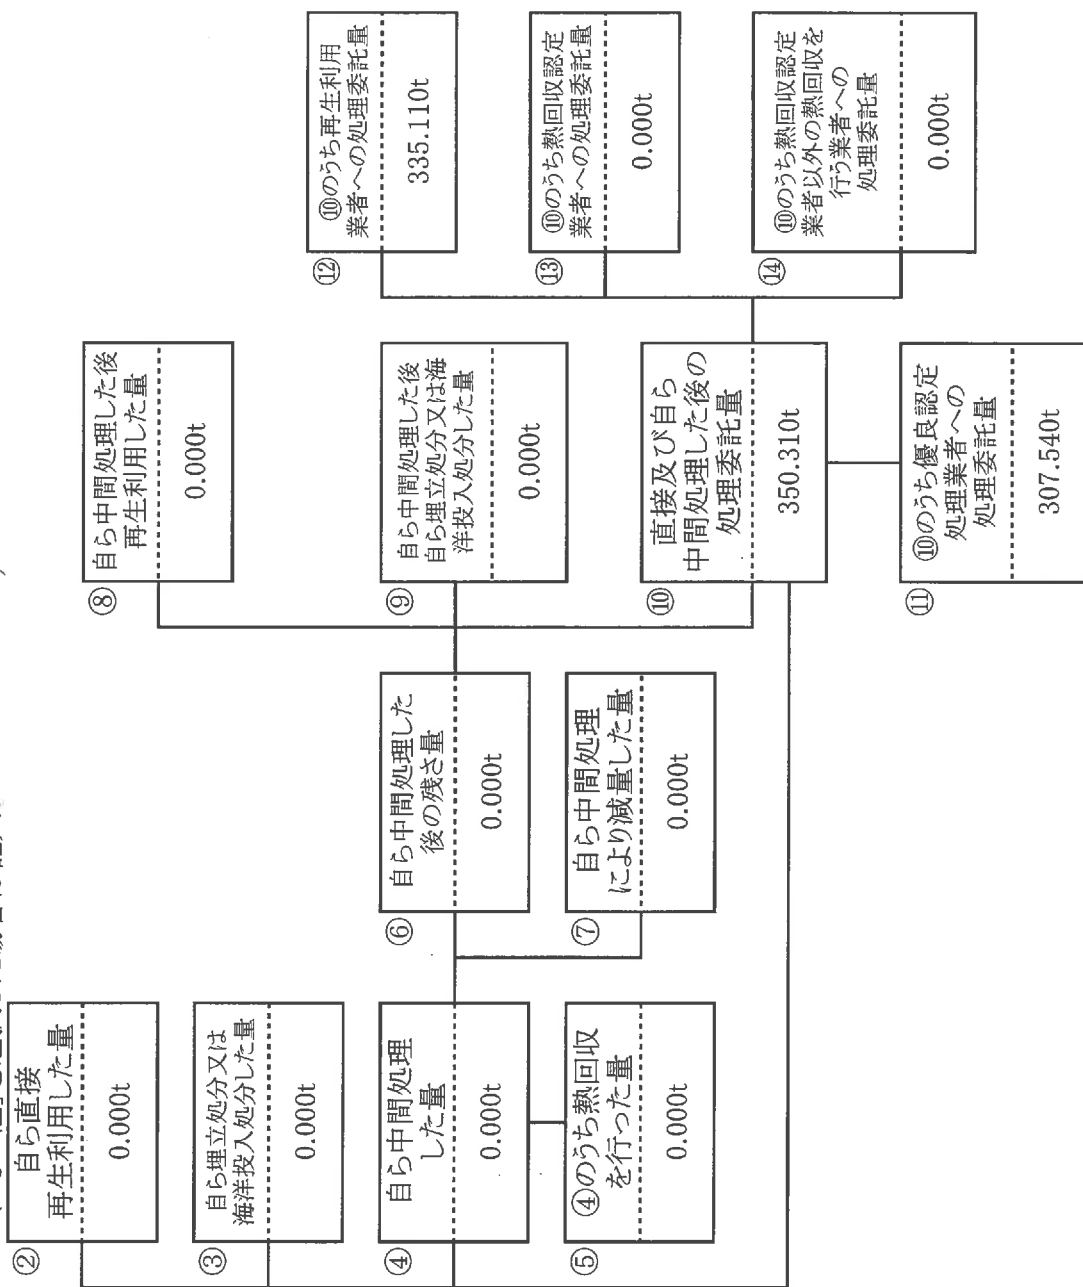 ②
自ら直接
再生利用した量
0.000t
③
自ら埋立処分又は
海洋投入処分した量
0.000t
④
自ら中間処理
した量
0.000t
⑤
④のうち熱回収
を行った量
0.000t
⑥
自ら中間処理した
後の残さ量
0.000t
⑦
自ら中間処理
により減量した量
0.000t
⑧
自ら中間処理した後
再生利用した量
0.000t
⑨
自ら中間処理した後
自ら埋立処分又は海
洋投入処分した量
0.000t
⑩
直接及び自ら
中間処理した後の
処理委託量
350.310t
⑪
⑩のうち優良認定
処理業者への
処理委託量
307.540t
⑫
⑩のうち再生利用
業者への処理委託量
335.110t
⑬
⑩のうち熱回収認定
業者への処理委託量
0.000t
⑭
⑩のうち熱回収認定
業者以外の熱回収を
行う業者への
処理委託量
0.000t